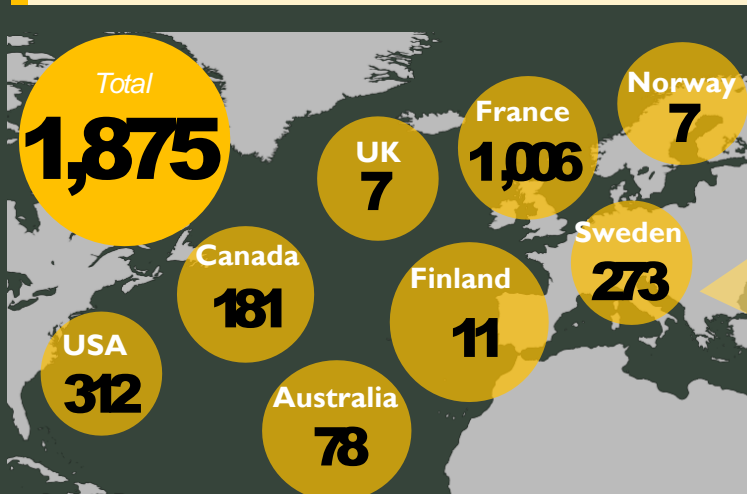 Total
1,875
UK
7
France
1,006
Norway
7
Canada
181
Finland
11
Sweden
273
USA
312
Australia
78